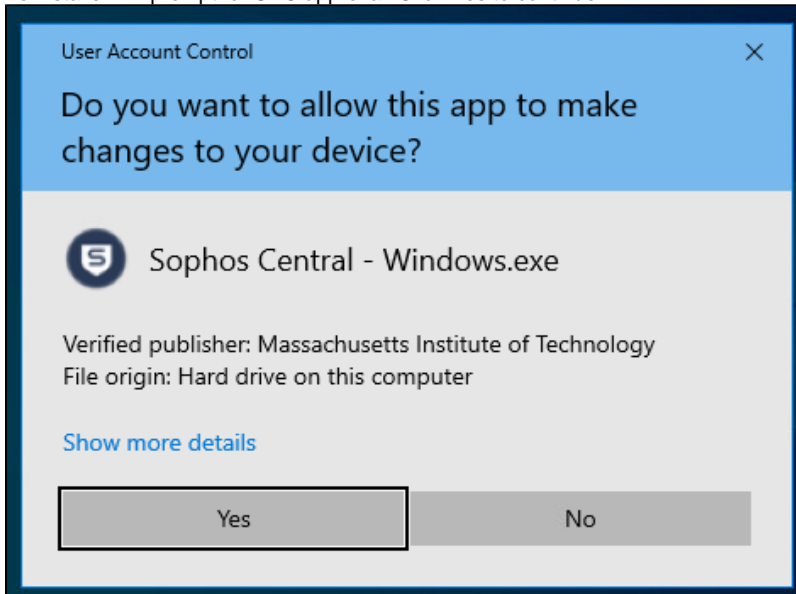 User Account Control
Do you want to allow this app to make
changes to your device?
Sophos Central - Windows.exe
Verified publisher: Massachusetts Institute of Technology
File origin: Hard drive on this computer
Show more details
Yes
No